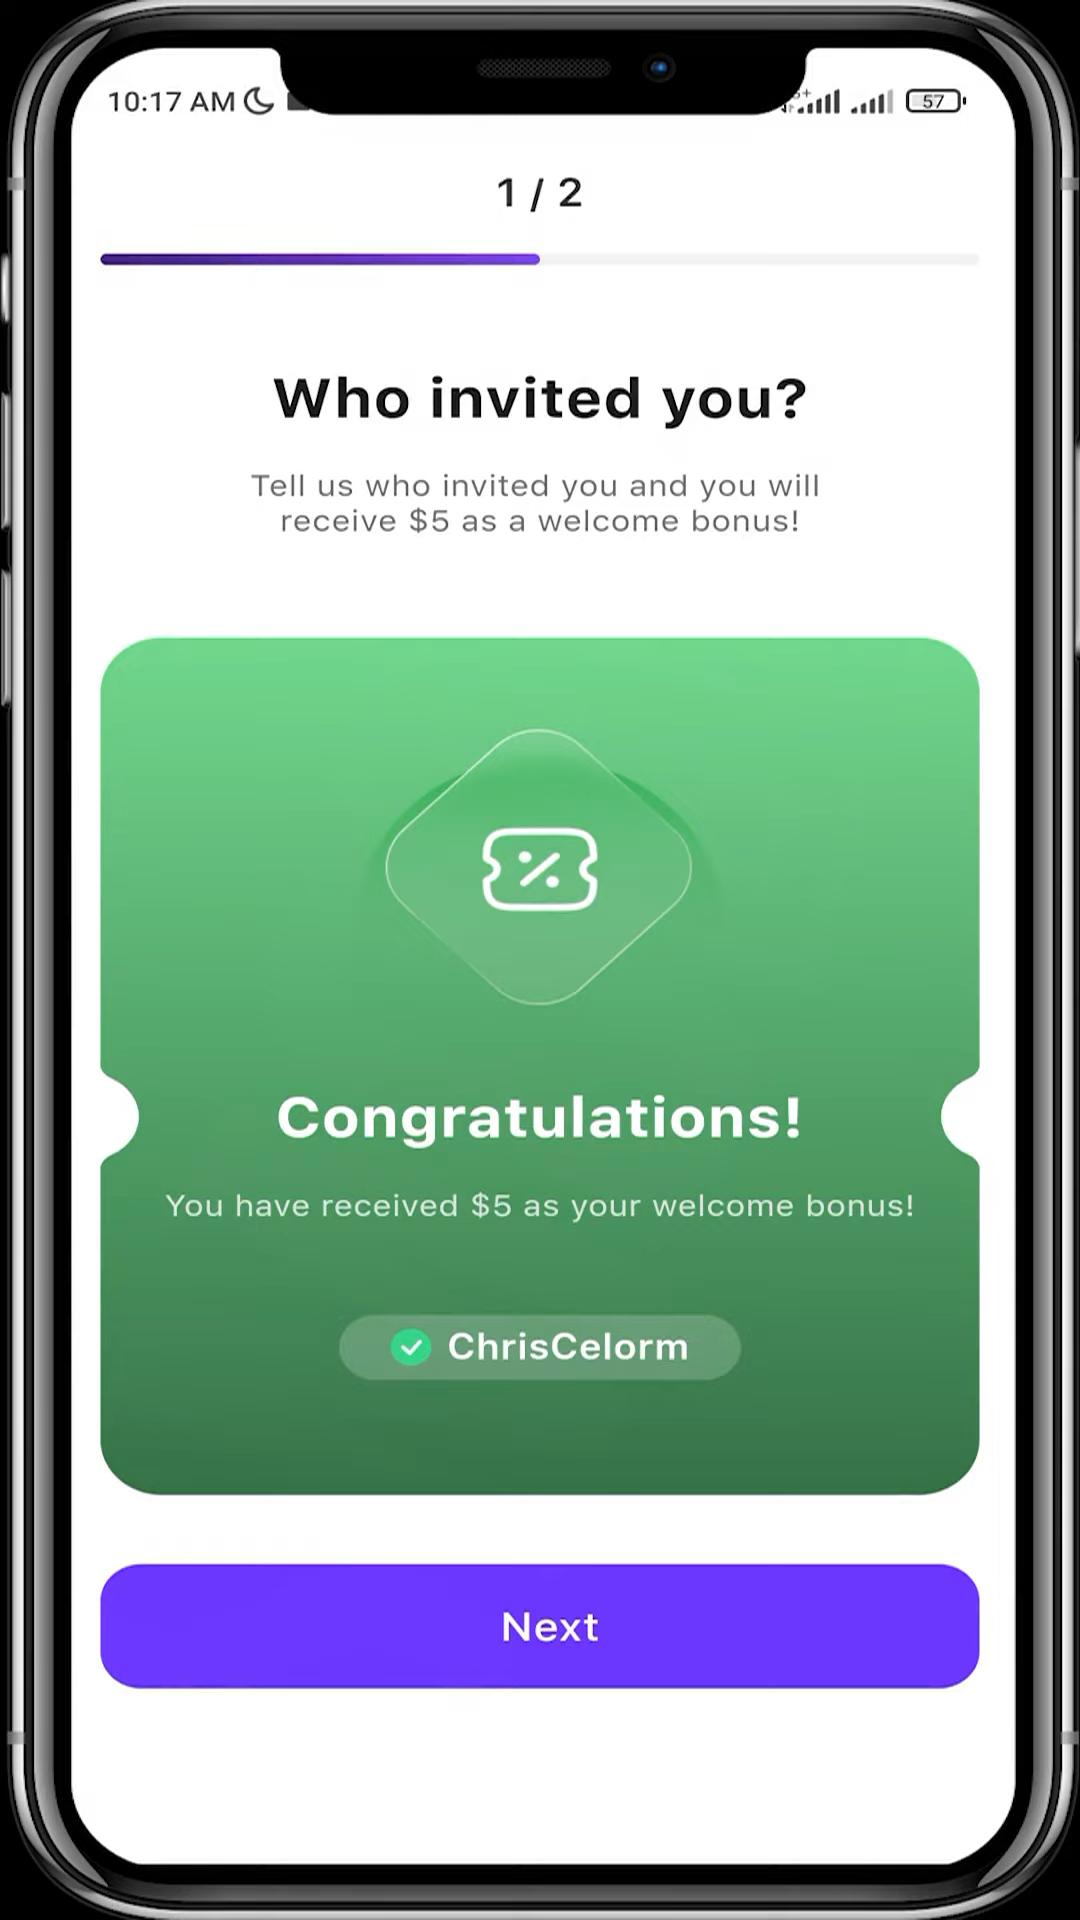 10:17 AM
57
1 / 2
Who invited you?
Tell us who invited you and you will
receive $5 as a welcome bonus!
Congratulations!
You have received $5 as your welcome bonus!
ChrisCelorm
Next